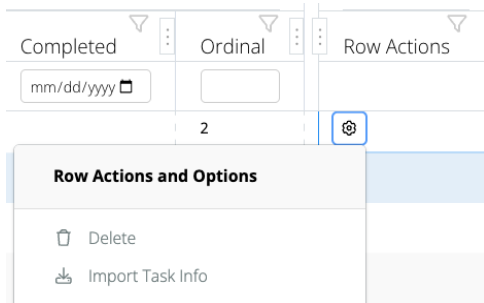 Completed Ordinal Row Actions
mm/dd/yyyy
2
Row Actions and Options
Delete
Import Task Info